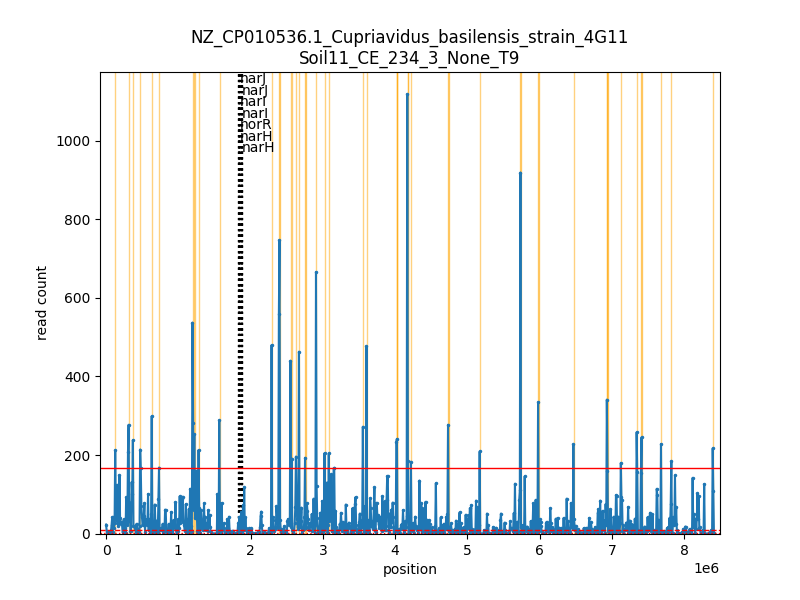 NZ_CP010536.1_Cupriavidus_basilensis_strain_4G11
Soil11_CE_234_3_None_T9
narJ
narJ
narI
narI
norR
narH
narH
read count
1000
800
600
400
200
0
0 1 2 3 4 5 6 7 8
1e6
position